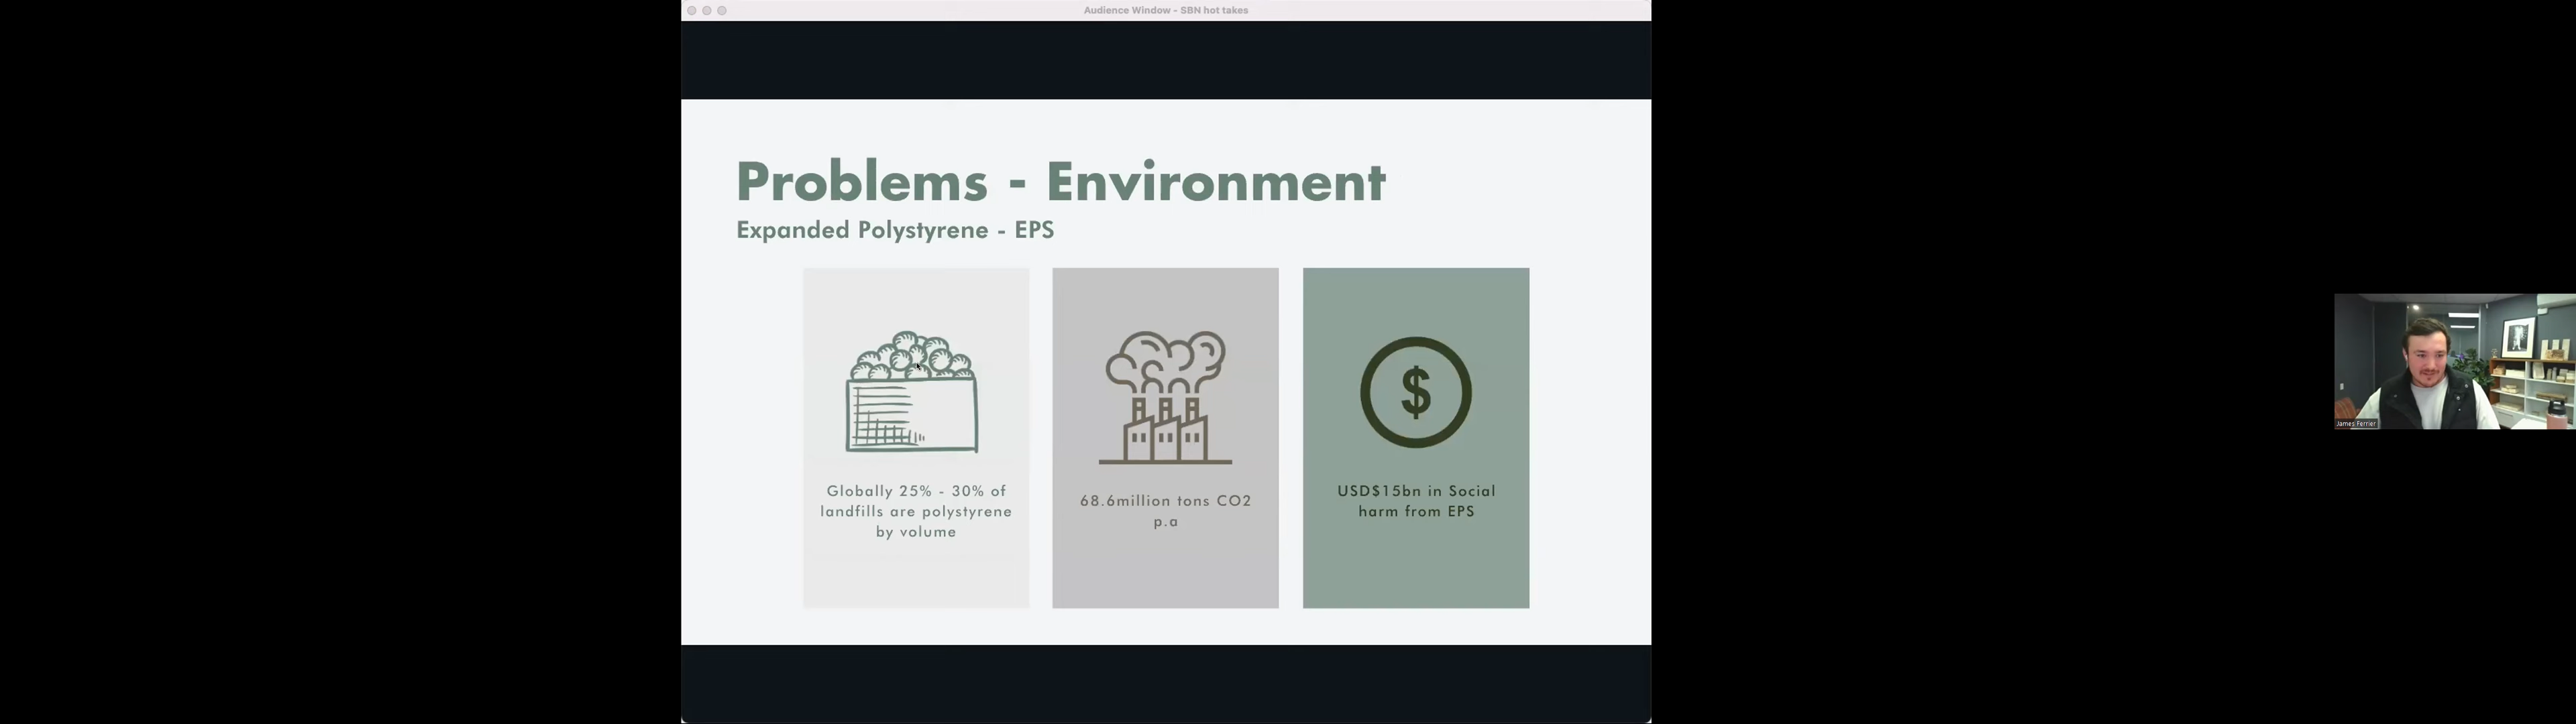 Audience Window - SBN hot takes
Problems - Environment
Expanded Polystyrene - EPS
Globally 25% - 30% of
landfills are polystyrene
by volume
68.6million tons CO2
p.a
USD$15bn in Social
harm from EPS
James Ferrier